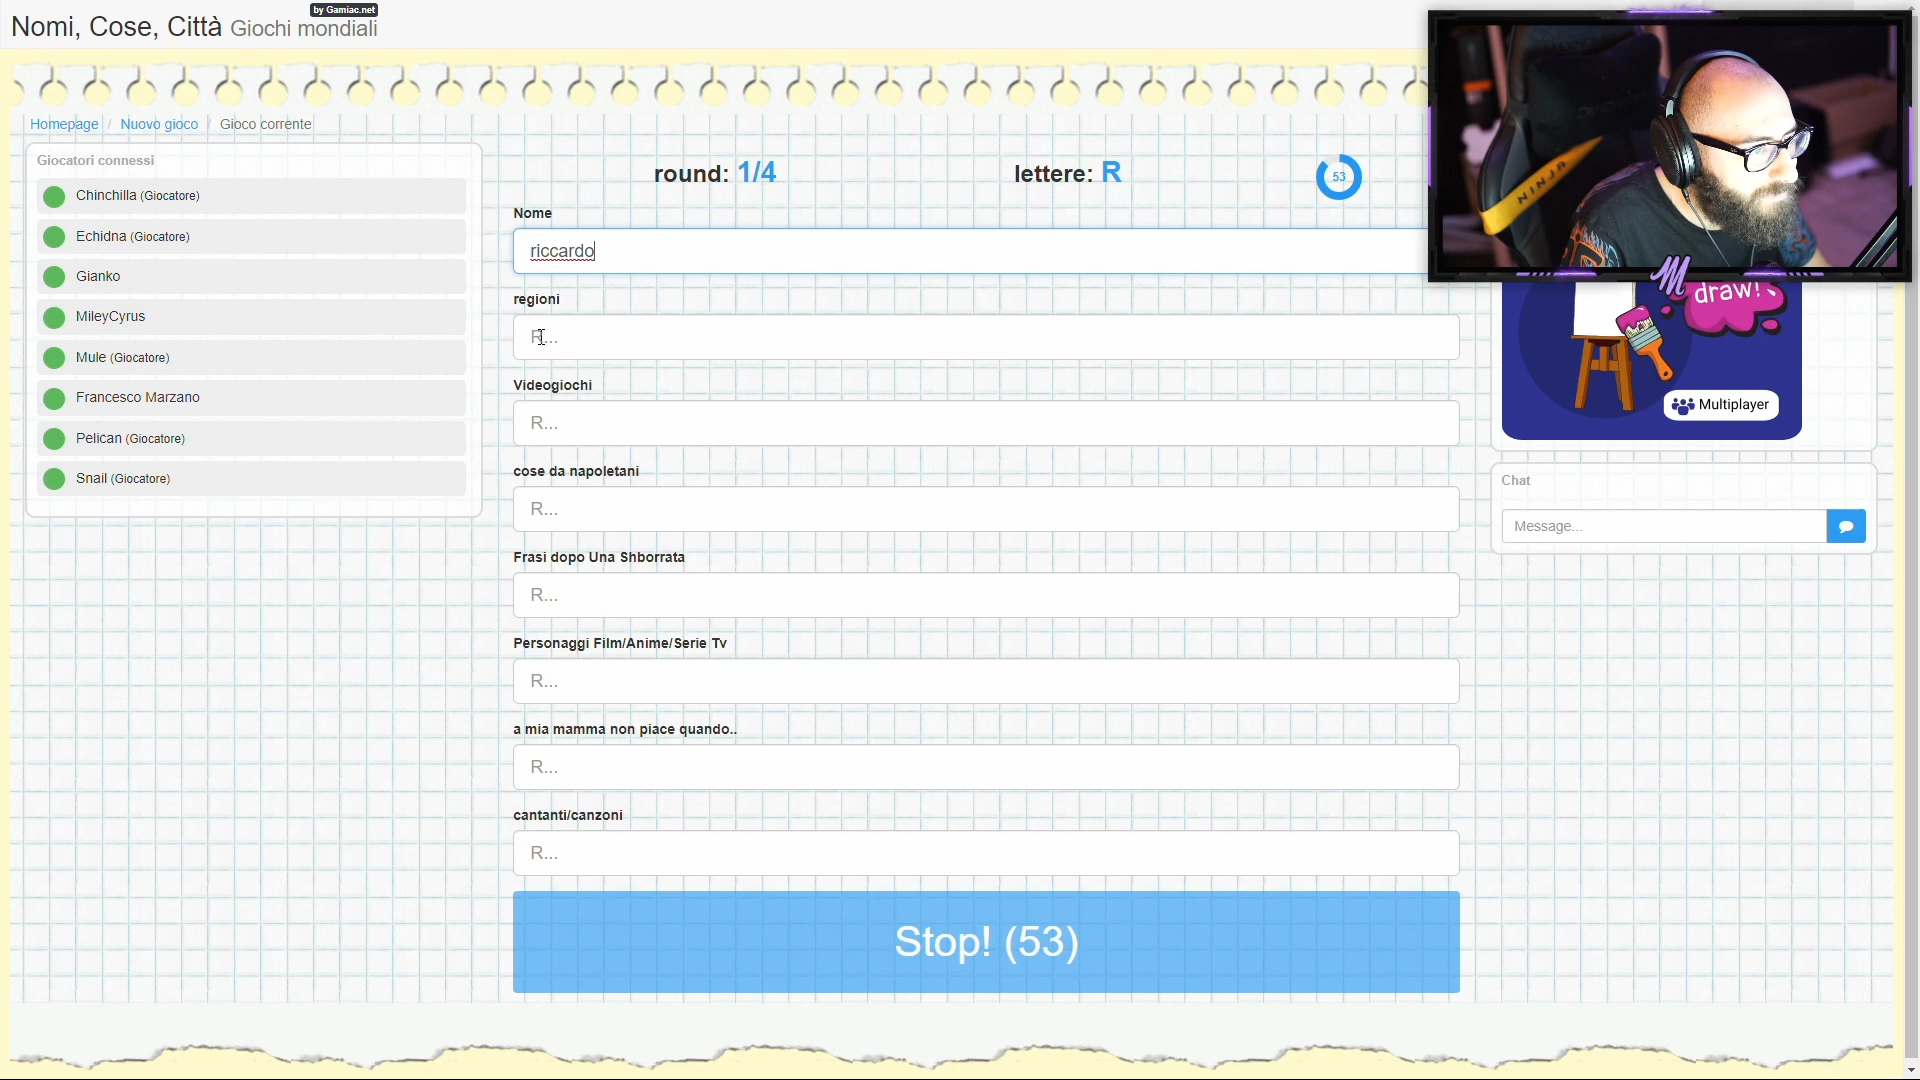 by Gamiac.net
Nomi, Cose, Città Giochi mondiali
Homepage / Nuovo gioco / Gioco corrente
Giocatori connessi
Chinchilla (Giocatore)
Echidna (Giocatore)
Gianko
MileyCyrus
Mule (Giocatore)
Francesco Marzano
Pelican (Giocatore)
Snail (Giocatore)
round: 1/4
lettere: R
53
Nome
riccardo
regioni
R...
Videogiochi
R...
cose da napoletani
R...
Frasi dopo Una Shborrata
R...
Personaggi Film/Anime/Serie Tv
R...
a mia mamma non piace quando..
R...
cantanti/canzoni
R...
Stop! (53)
NINJA
M
draw!
Multiplayer
Chat
Message...